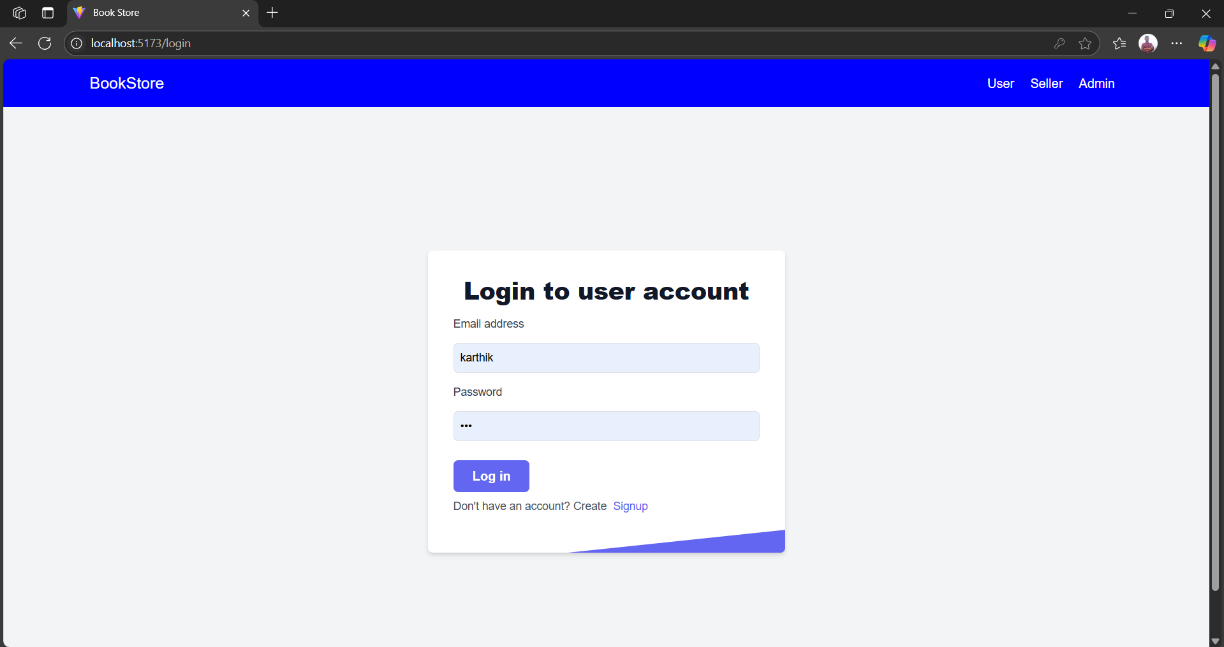 Book Store
localhost:5173/login
BookStore User Seller Admin
Login to user account
Email address
karthik
Password
•••
Log in
Don't have an account? Create Signup